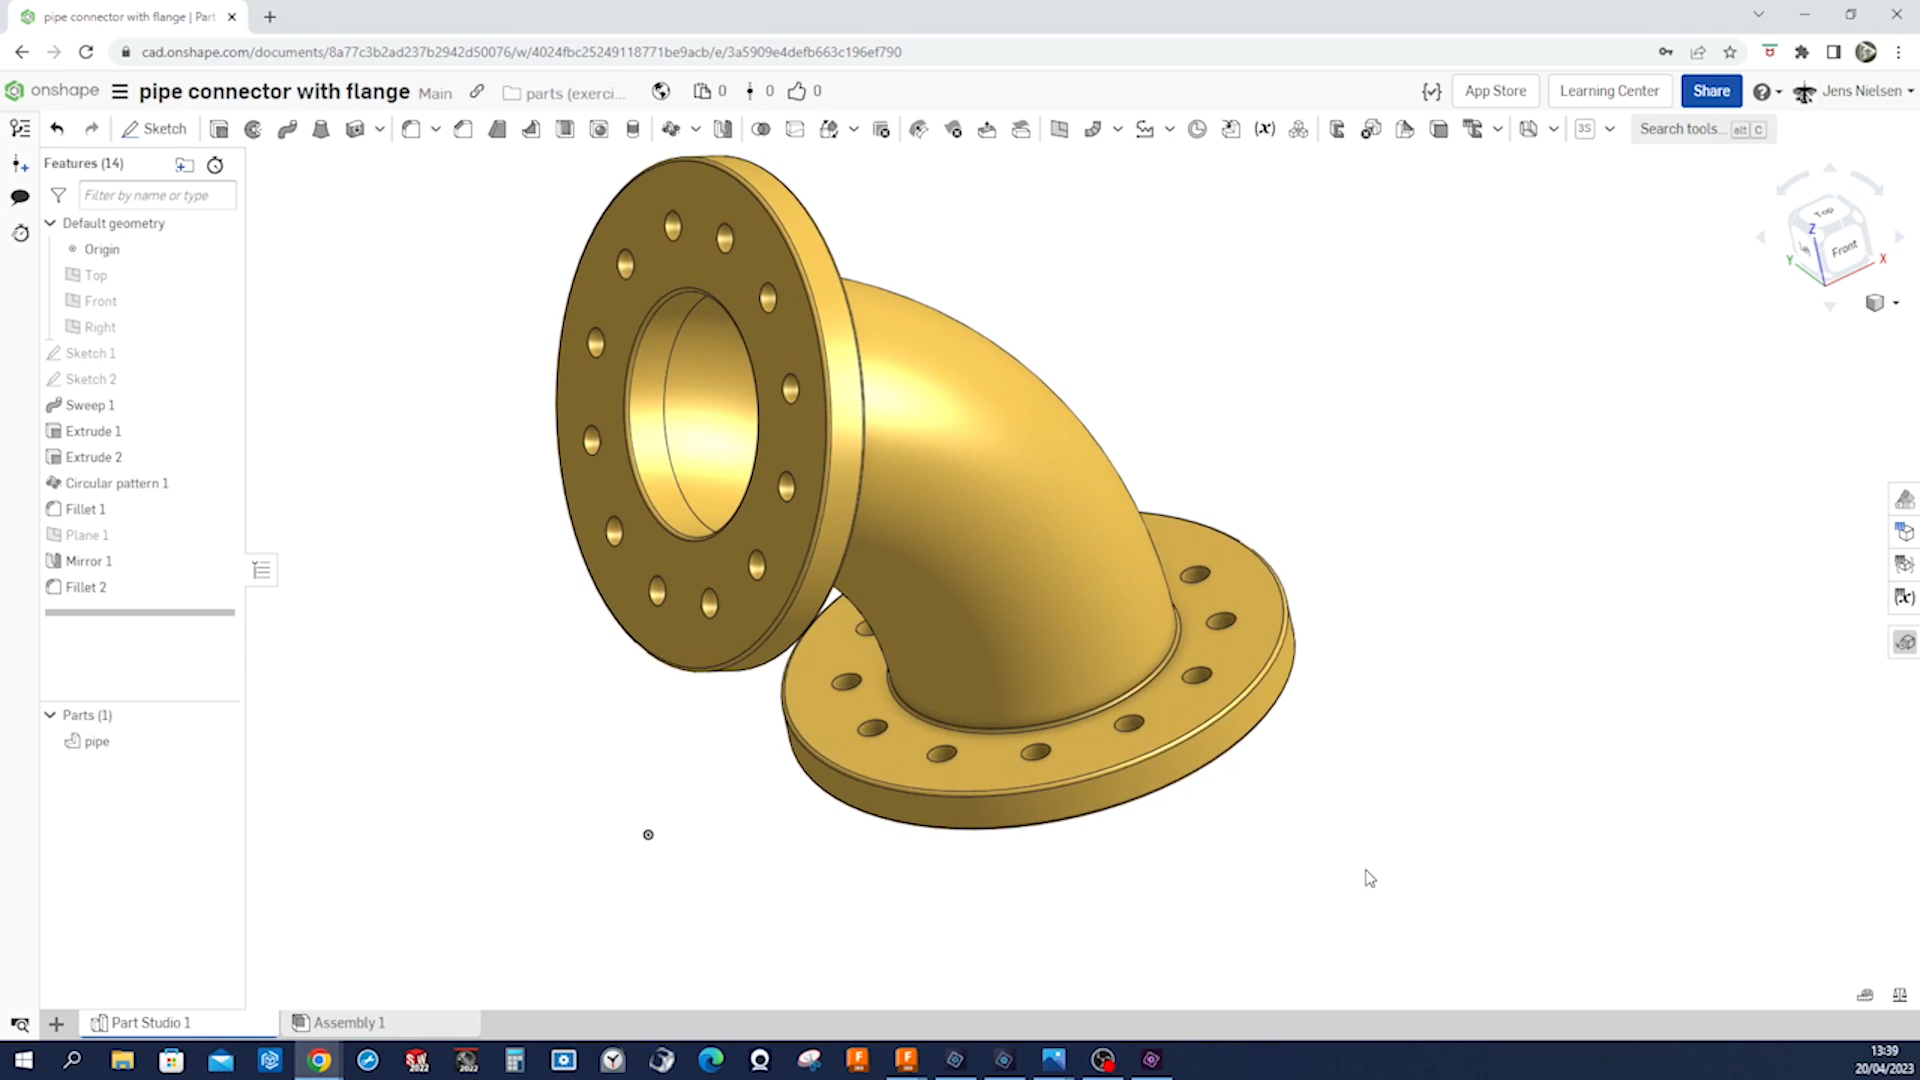 pipe connector with flange | Part
cad.onshape.com/documents/8a77c3b2ad237b2942d50076/w/4024fbc25249118771be9acb/e/3a5909e4defb663c196ef790
onshape pipe connector with flange Main parts (exerci... 0 0 0 App Store Learning Center Share Jens Nielsen
Sketch (x) 3S Search tools... alt C
Features (14)
Filter by name or type
Default geometry
Origin
Top
Front
Right
Sketch 1
Sketch 2
Sweep 1
Extrude 1
Extrude 2
Circular pattern 1
Fillet 1
Plane 1
Mirror 1
Fillet 2
Parts (1)
pipe
Top
Front
Z
Y
X
(x)
Part Studio 1 Assembly 1
SW 2022 2022 F F
13:39
20/04/2023